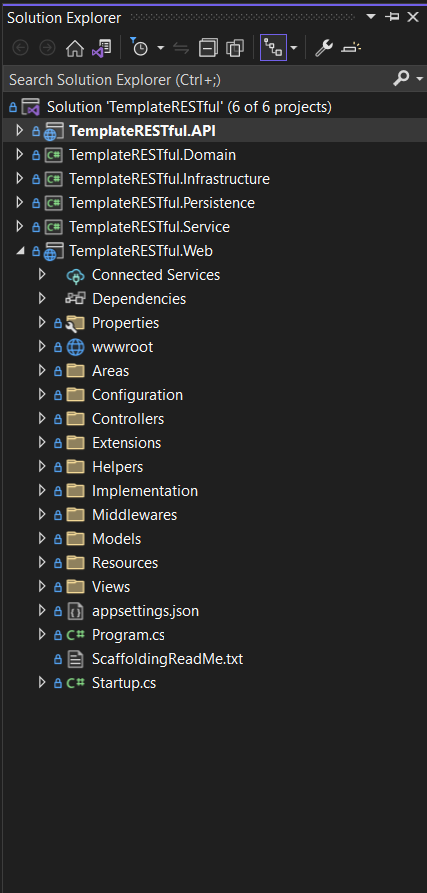 Solution Explorer
Search Solution Explorer (Ctrl+;)
Solution 'TemplateRESTful' (6 of 6 projects)
TemplateRESTful.API
C# TemplateRESTful.Domain
C# TemplateRESTful.Infrastructure
C# TemplateRESTful.Persistence
C# TemplateRESTful.Service
TemplateRESTful.Web
Connected Services
Dependencies
Properties
wwwroot
Areas
Configuration
Controllers
Extensions
Helpers
Implementation
Middlewares
Models
Resources
Views
appsettings.json
C# Program.cs
ScaffoldingReadMe.txt
C# Startup.cs